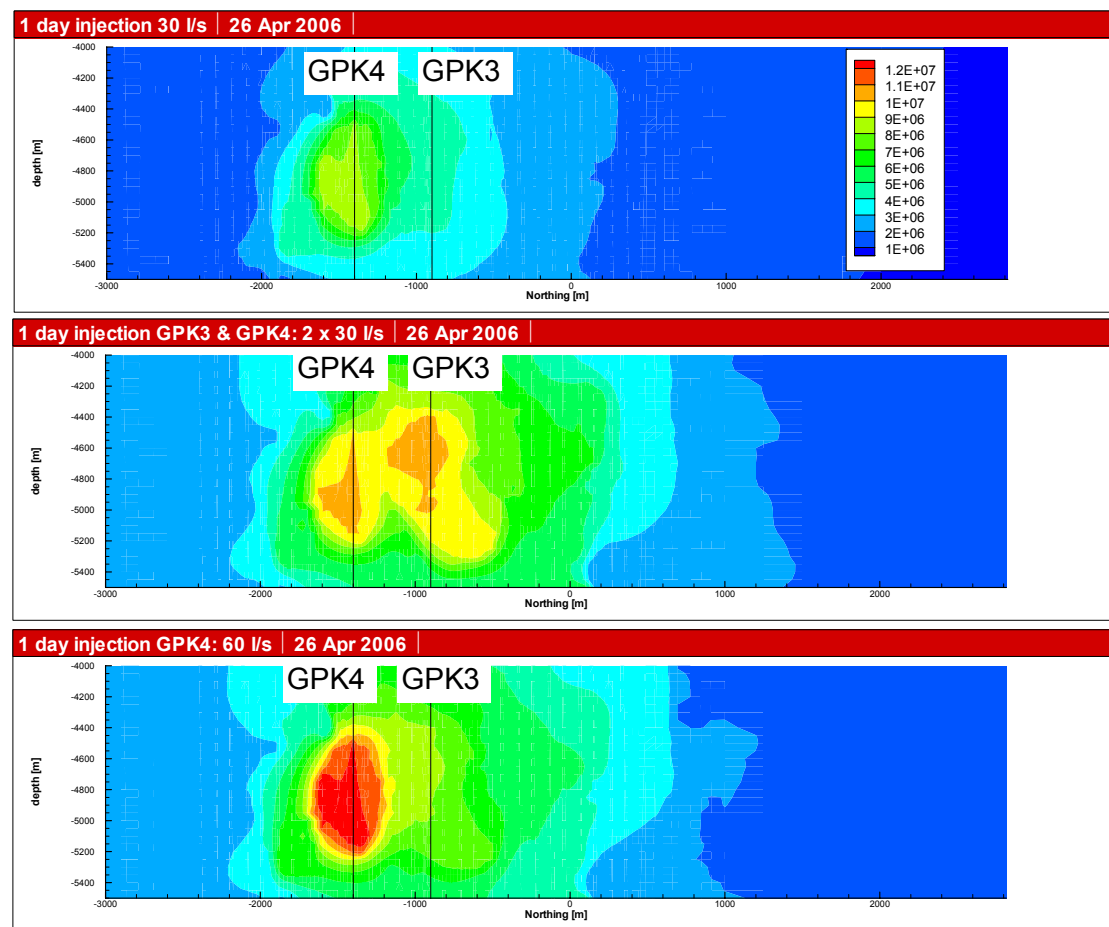 1 day injection 30 l/s | 26 Apr 2006 |
GPK4 GPK3
-4000
-4200
-4400
-4600
-4800
-5000
-5200
-5400
depth [m]
-3000 -2000 -1000 0 1000 2000
Northing [m]
1.2E+07
1.1E+07
1E+07
9E+06
8E+06
7E+06
6E+06
5E+06
4E+06
3E+06
2E+06
1E+06
1 day injection GPK3 & GPK4: 2 x 30 l/s | 26 Apr 2006 |
GPK4 GPK3
-4000
-4200
-4400
-4600
-4800
-5000
-5200
-5400
depth [m]
-3000 -2000 -1000 0 1000 2000
Northing [m]
1 day injection GPK4: 60 l/s | 26 Apr 2006 |
GPK4 GPK3
-4000
-4200
-4400
-4600
-4800
-5000
-5200
-5400
depth [m]
-3000 -2000 -1000 0 1000 2000
Northing [m]